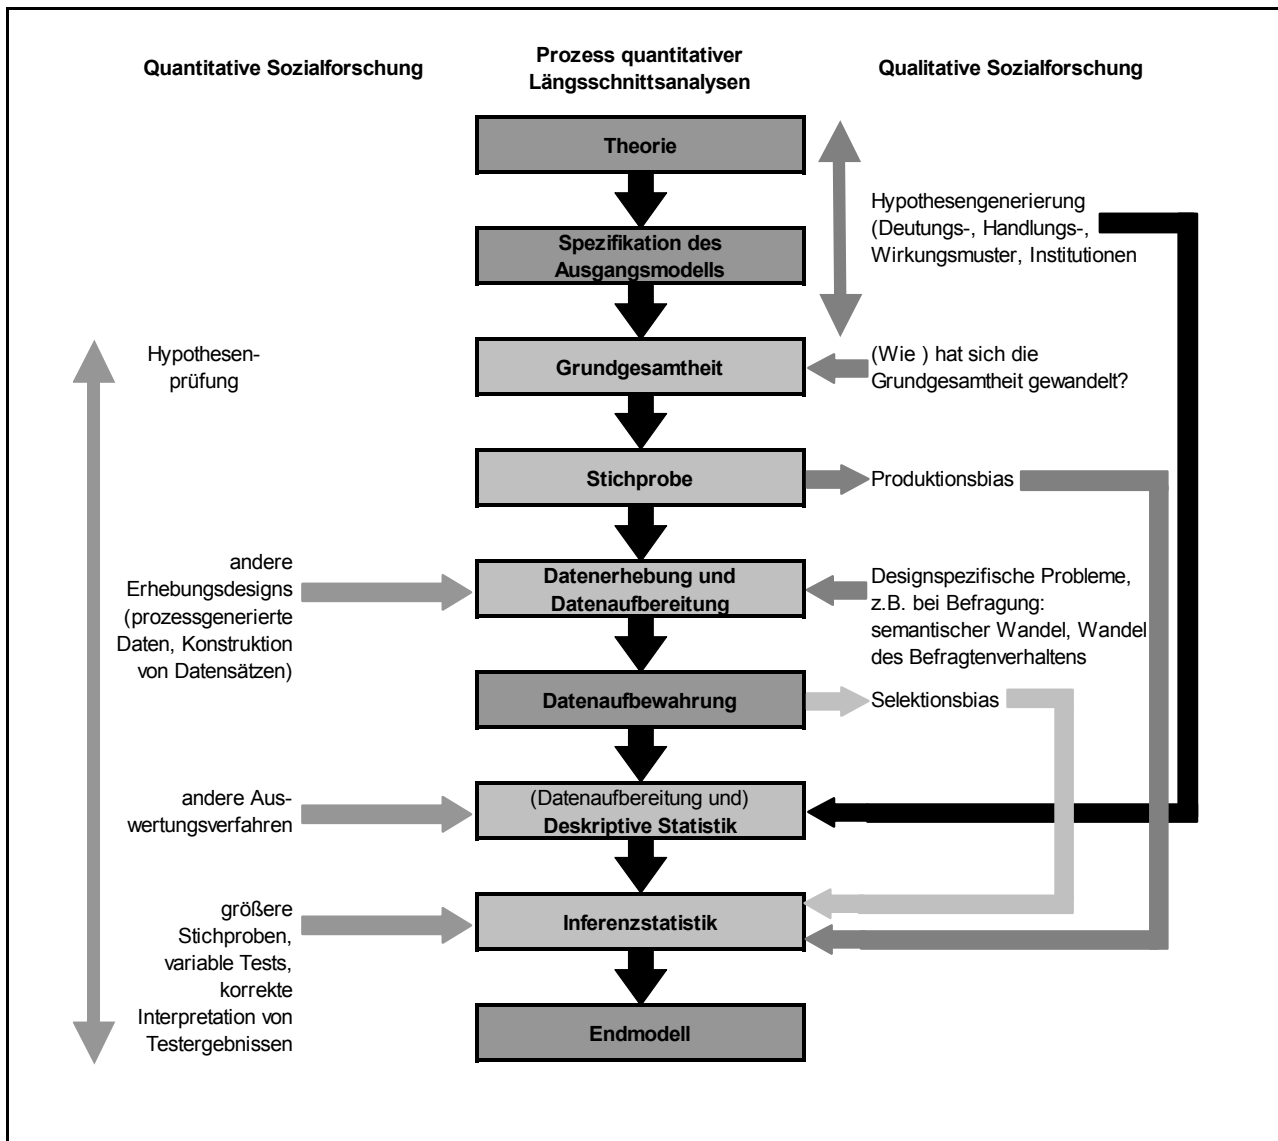 Quantitative Sozialforschung
Prozess quantitativer
Längsschnittsanalysen
Qualitative Sozialforschung
Theorie
Hypothesengenerierung
(Deutungs-, Handlungs-,
Wirkungsmuster, Institutionen
Spezifikation des
Ausgangsmodells
Hypothesen-
prüfung
Grundgesamtheit
(Wie ) hat sich die
Grundgesamtheit gewandelt?
Stichprobe
Produktionsbias
andere
Erhebungsdesigns
(prozessgenerierte
Daten, Konstruktion
von Datensätzen)
Datenerhebung und
Datenaufbereitung
Designspezifische Probleme,
z.B. bei Befragung:
semantischer Wandel, Wandel
des Befragtenverhaltens
Datenaufbewahrung
Selektionsbias
andere Aus-
wertungsverfahren
(Datenaufbereitung und)
Deskriptive Statistik
größere
Stichproben,
variable Tests,
korrekte
Interpretation von
Testergebnissen
Inferenzstatistik
Endmodell